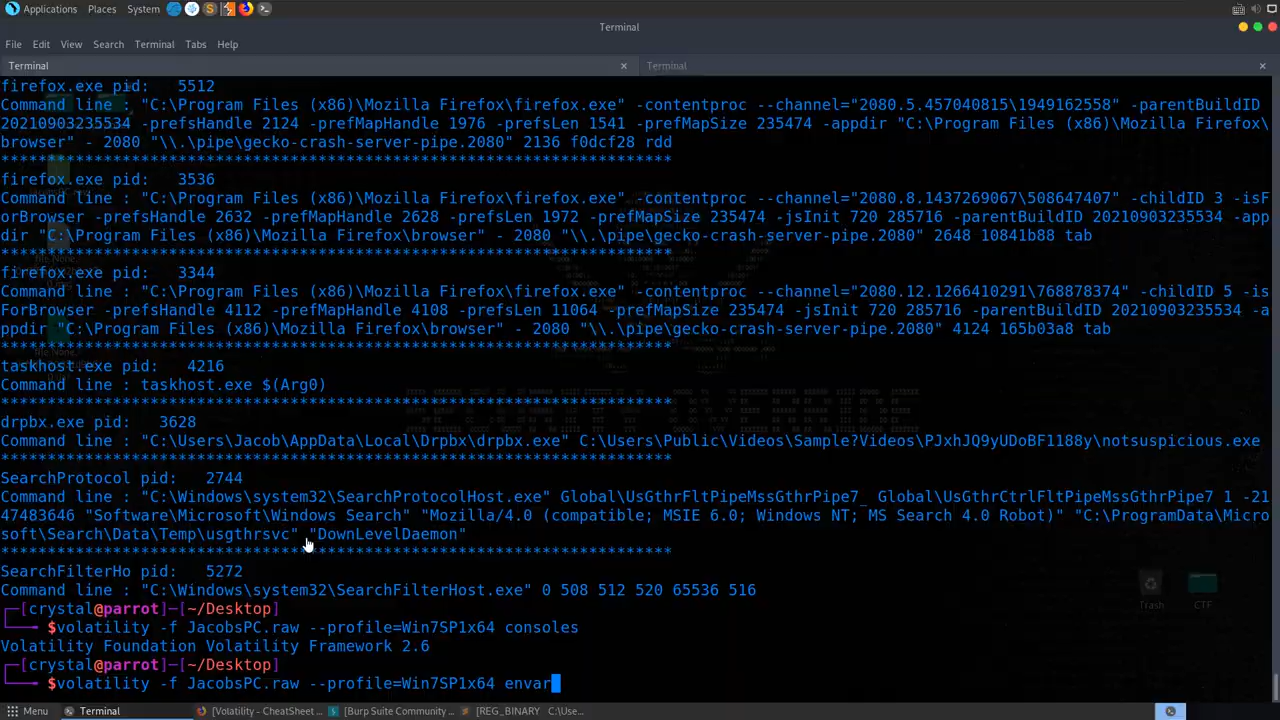 Applications Places System
Terminal
File Edit View Search Terminal Tabs Help
Terminal Terminal
firefox.exe pid: 5512
Command line : "C:\Program Files (x86)\Mozilla Firefox\firefox.exe" -contentproc --channel="2080.5.457040815\1949162558" -parentBuildID
20210903235534 -prefsHandle 2124 -prefMapHandle 1976 -prefsLen 1541 -prefMapSize 235474 -appdir "C:\Program Files (x86)\Mozilla Firefox\
browser" - 2080 "\\.\pipe\gecko-crash-server-pipe.2080" 2136 f0dcf28 rdd
************************************************************************
firefox.exe pid: 3536
Command line : "C:\Program Files (x86)\Mozilla Firefox\firefox.exe" -contentproc --channel="2080.8.1437269067\508647407" -childID 3 -isF
orBrowser -prefsHandle 2632 -prefMapHandle 2628 -prefsLen 1972 -prefMapSize 235474 -jsInit 720 285716 -parentBuildID 20210903235534 -app
dir "C:\Program Files (x86)\Mozilla Firefox\browser" - 2080 "\\.\pipe\gecko-crash-server-pipe.2080" 2648 10841b88 tab
************************************************************************
firefox.exe pid: 3344
Command line : "C:\Program Files (x86)\Mozilla Firefox\firefox.exe" -contentproc --channel="2080.12.1266410291\768878374" -childID 5 -is
ForBrowser -prefsHandle 4112 -prefMapHandle 4108 -prefsLen 11064 -prefMapSize 235474 -jsInit 720 285716 -parentBuildID 20210903235534 -a
ppdir "C:\Program Files (x86)\Mozilla Firefox\browser" - 2080 "\\.\pipe\gecko-crash-server-pipe.2080" 4124 165b03a8 tab
************************************************************************
taskhost.exe pid: 4216
Command line : taskhost.exe $(Arg0)
************************************************************************
drpbx.exe pid: 3628
Command line : "C:\Users\Jacob\AppData\Local\Drpbx\drpbx.exe" C:\Users\Public\Videos\Sample?Videos\PJxhJQ9yUDoBF1188y\notsuspicious.exe
************************************************************************
SearchProtocol pid: 2744
Command line : "C:\Windows\system32\SearchProtocolHost.exe" Global\UsGthrFltPipeMssGthrPipe7_ Global\UsGthrCtrlFltPipeMssGthrPipe7 1 -21
47483646 "Software\Microsoft\Windows Search" "Mozilla/4.0 (compatible; MSIE 6.0; Windows NT; MS Search 4.0 Robot)" "C:\ProgramData\Micro
soft\Search\Data\Temp\usgthrsvc" "DownLevelDaemon"
************************************************************************
SearchFilterHo pid: 5272
Command line : "C:\Windows\system32\SearchFilterHost.exe" 0 508 512 520 65536 516
┌─[crystal@parrot]─[~/Desktop]
└──╼ $volatility -f JacobsPC.raw --profile=Win7SP1x64 consoles
Volatility Foundation Volatility Framework 2.6
┌─[crystal@parrot]─[~/Desktop]
└──╼ $volatility -f JacobsPC.raw --profile=Win7SP1x64 envar
Trash CTF
Menu Terminal [Volatility - CheatSheet ... [Burp Suite Community ... [REG_BINARY C:\Use...